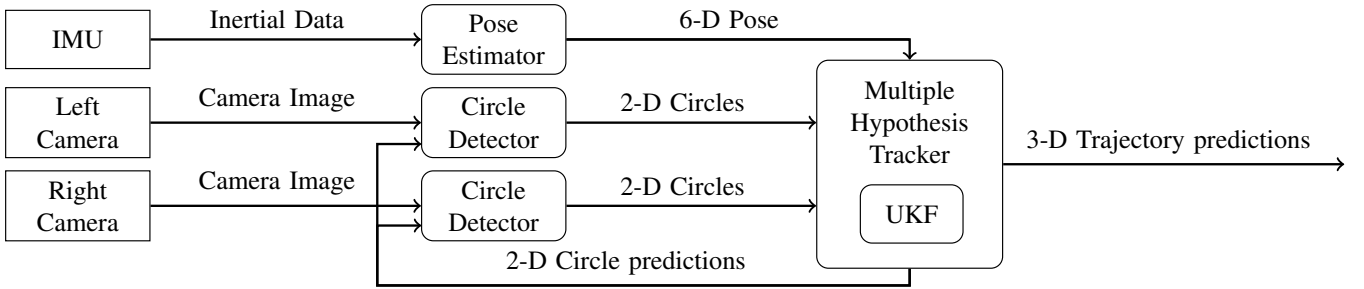 IMU
Inertial Data
Pose
Estimator
6-D Pose
Left
Camera
Camera Image
Circle
Detector
2-D Circles
Multiple
Hypothesis
Tracker
3-D Trajectory predictions
Right
Camera
Camera Image
Circle
Detector
2-D Circles
UKF
2-D Circle predictions